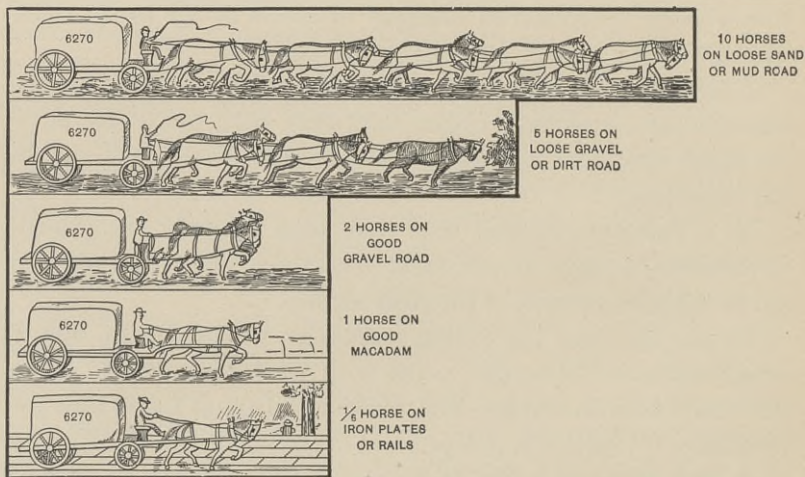 6270
10 HORSES
ON LOOSE SAND
OR MUD ROAD
6270
5 HORSES ON
LOOSE GRAVEL
OR DIRT ROAD
6270
2 HORSES ON
GOOD
GRAVEL ROAD
6270
1 HORSE ON
GOOD
MACADAM
6270
1/6 HORSE ON
IRON PLATES
OR RAILS